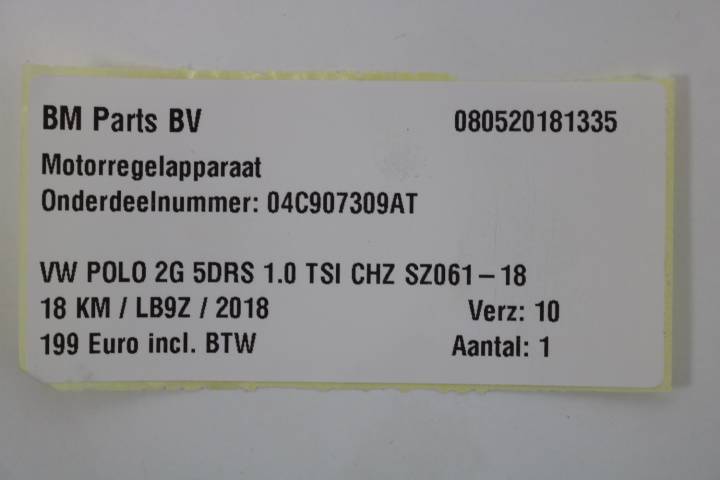 BM Parts BV 080520181335
Motorregelapparaat
Onderdeelnummer: 04C907309AT
VW POLO 2G 5DRS 1.0 TSI CHZ SZ061-18
18 KM / LB9Z / 2018 Verz: 10
199 Euro incl. BTW Aantal: 1